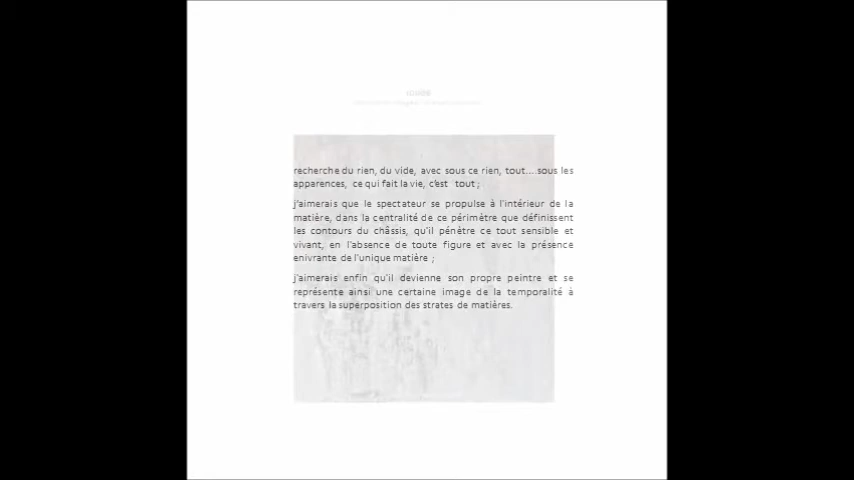 recherche du rien, du vide, avec sous ce rien, tout....sous les
apparences, ce qui fait la vie, c'est tout ;
j'aimerais que le spectateur se propulse à l'intérieur de la
matière, dans la centralité de ce périmètre que définissent
les contours du châssis, qu'il pénètre ce tout sensible et
vivant, en l'absence de toute figure et avec la présence
enivrante de l'unique matière ;
j'aimerais enfin qu'il devienne son propre peintre et se
représente ainsi une certaine image de la temporalité à
travers la superposition des strates de matières.